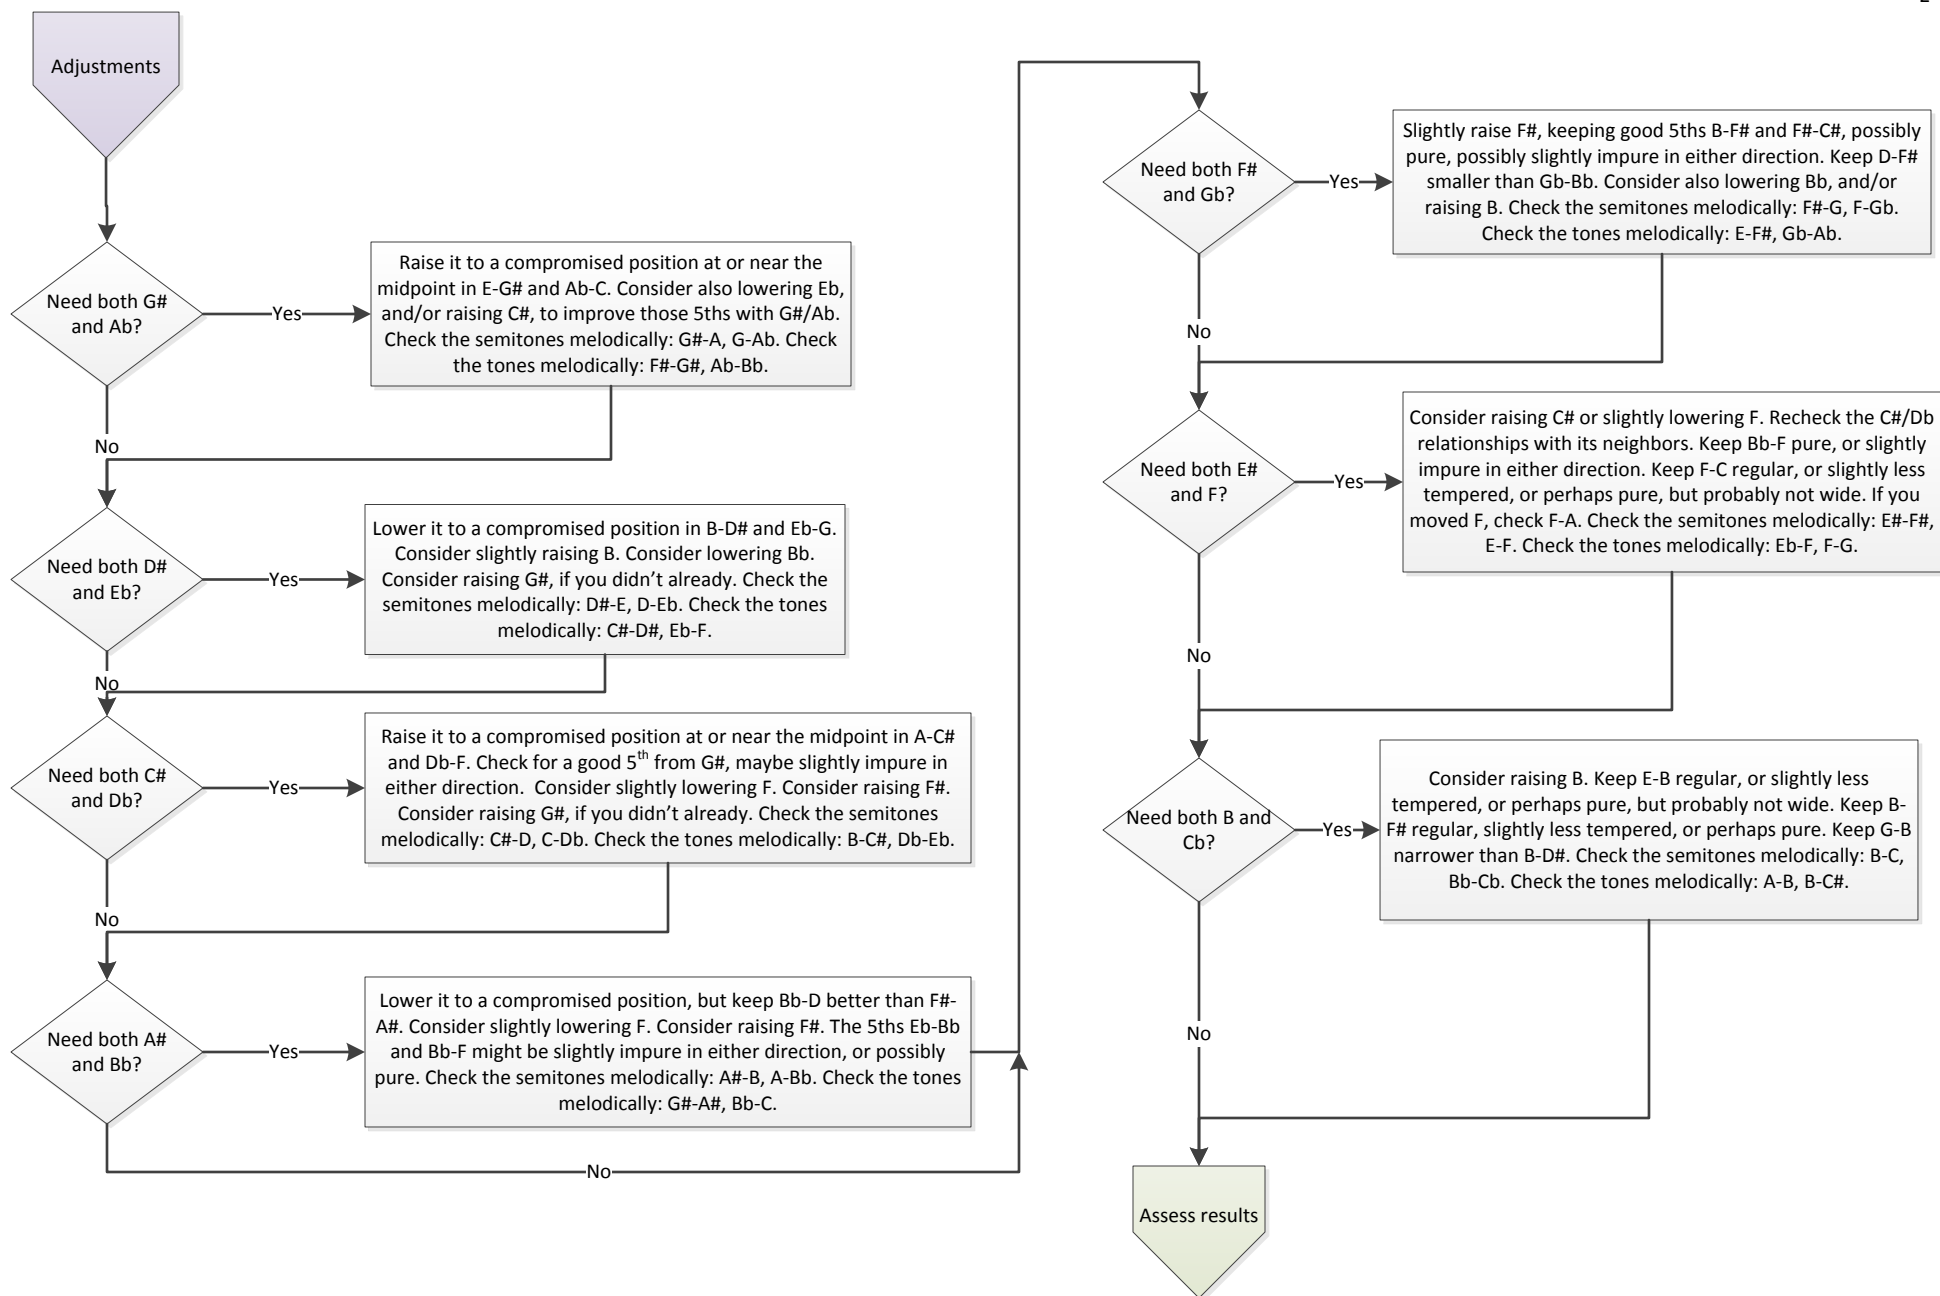 Adjustments
Need both G#
and Ab?
Yes
Raise it to a compromised position at or near the
midpoint in E-G# and Ab-C. Consider also lowering Eb,
and/or raising C#, to improve those 5ths with G#/Ab.
Check the semitones melodically: G#-A, G-Ab. Check
the tones melodically: F#-G#, Ab-Bb.
No
Need both D#
and Eb?
Yes
Lower it to a compromised position in B-D# and Eb-G.
Consider slightly raising B. Consider lowering Bb.
Consider raising G#, if you didn’t already. Check the
semitones melodically: D#-E, D-Eb. Check the tones
melodically: C#-D#, Eb-F.
No
Need both C#
and Db?
Yes
Raise it to a compromised position at or near the midpoint in A-C#
and Db-F. Check for a good 5th from G#, maybe slightly impure in
either direction.  Consider slightly lowering F. Consider raising F#.
Consider raising G#, if you didn’t already. Check the semitones
melodically: C#-D, C-Db. Check the tones melodically: B-C#, Db-Eb.
No
Need both A#
and Bb?
Yes
Lower it to a compromised position, but keep Bb-D better than F#-
A#. Consider slightly lowering F. Consider raising F#. The 5ths Eb-Bb
and Bb-F might be slightly impure in either direction, or possibly
pure. Check the semitones melodically: A#-B, A-Bb. Check the tones
melodically: G#-A#, Bb-C.
No
Need both F#
and Gb?
Yes
Slightly raise F#, keeping good 5ths B-F# and F#-C#, possibly
pure, possibly slightly impure in either direction. Keep D-F#
smaller than Gb-Bb. Consider also lowering Bb, and/or
raising B. Check the semitones melodically: F#-G, F-Gb.
Check the tones melodically: E-F#, Gb-Ab.
No
Need both E#
and F?
Yes
Consider raising C# or slightly lowering F. Recheck the C#/Db
relationships with its neighbors. Keep Bb-F pure, or slightly
impure in either direction. Keep F-C regular, or slightly less
tempered, or perhaps pure, but probably not wide. If you
moved F, check F-A. Check the semitones melodically: E#-F#,
E-F. Check the tones melodically: Eb-F, F-G.
No
Need both B and
Cb?
Yes
Consider raising B. Keep E-B regular, or slightly less
tempered, or perhaps pure, but probably not wide. Keep B-
F# regular, slightly less tempered, or perhaps pure. Keep G-B
narrower than B-D#. Check the semitones melodically: B-C,
Bb-Cb. Check the tones melodically: A-B, B-C#.
No
Assess results